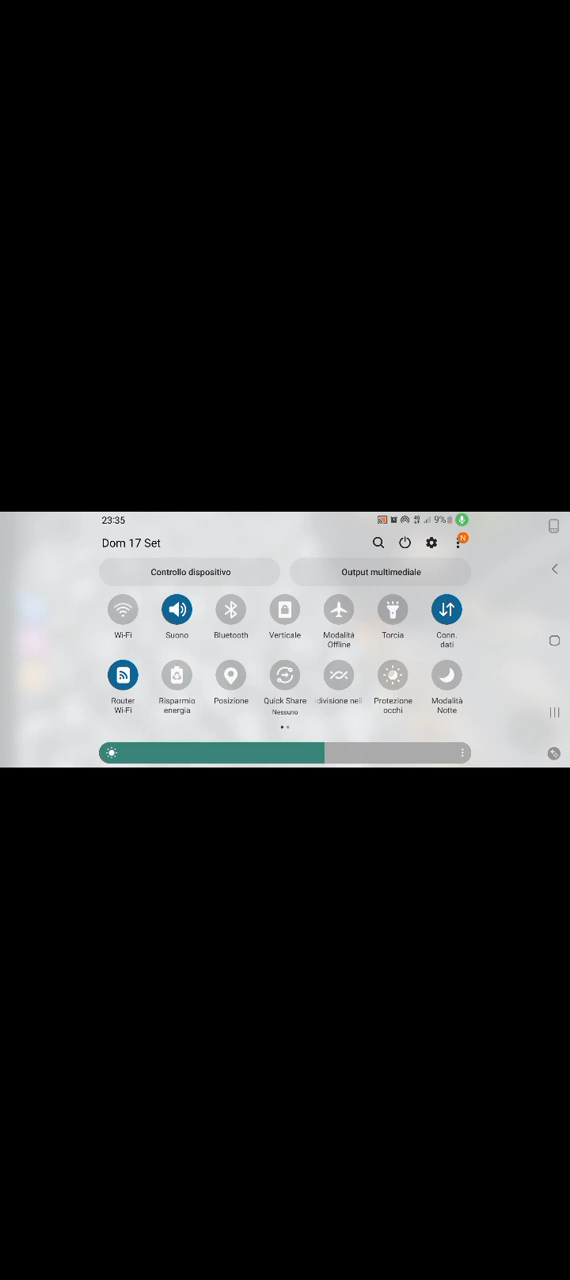 23:35
9%
Dom 17 Set
N
Controllo dispositivo
Output multimediale
Wi-Fi
Suono
Bluetooth
Verticale
Modalità
Offline
Torcia
Conn.
dati
Router
Wi-Fi
Risparmio
energia
Posizione
Quick Share
Nessuno
divisione nell
Protezione
occhi
Modalità
Notte